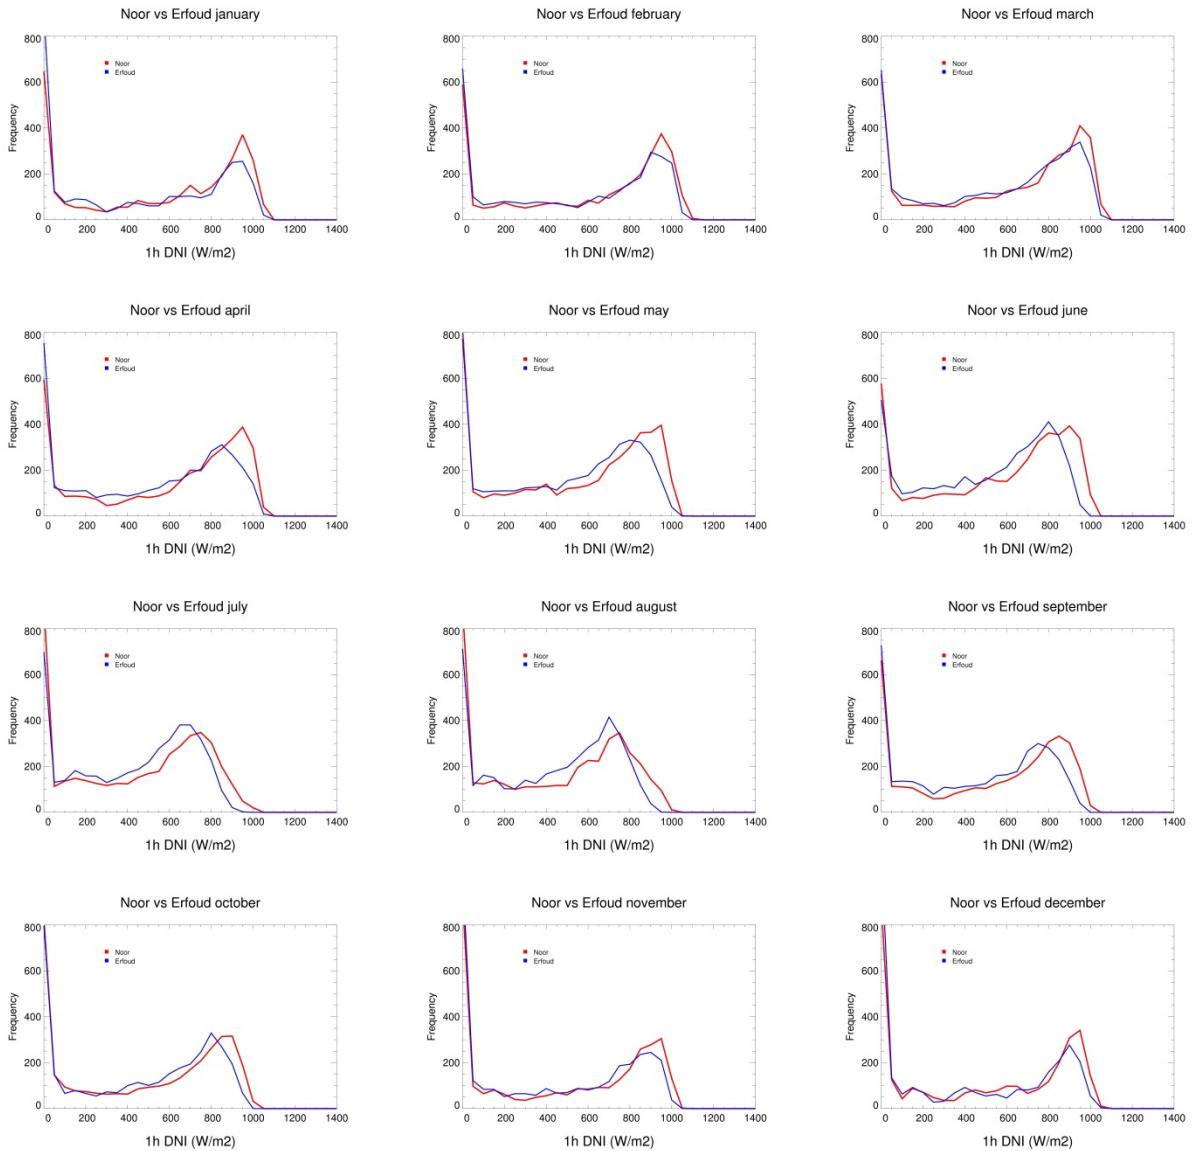 Noor vs Erfoud january
800
600
400
200
0
Frequency
Noor
Erfoud
0 200 400 600 800 1000 1200 1400
1h DNI (W/m2)
Noor vs Erfoud february
800
600
400
200
0
Frequency
Noor
Erfoud
0 200 400 600 800 1000 1200 1400
1h DNI (W/m2)
Noor vs Erfoud march
800
600
400
200
0
Frequency
Noor
Erfoud
0 200 400 600 800 1000 1200 1400
1h DNI (W/m2)
Noor vs Erfoud april
800
600
400
200
0
Frequency
Noor
Erfoud
0 200 400 600 800 1000 1200 1400
1h DNI (W/m2)
Noor vs Erfoud may
800
600
400
200
0
Frequency
Noor
Erfoud
0 200 400 600 800 1000 1200 1400
1h DNI (W/m2)
Noor vs Erfoud june
800
600
400
200
0
Frequency
Noor
Erfoud
0 200 400 600 800 1000 1200 1400
1h DNI (W/m2)
Noor vs Erfoud july
800
600
400
200
0
Frequency
Noor
Erfoud
0 200 400 600 800 1000 1200 1400
1h DNI (W/m2)
Noor vs Erfoud august
800
600
400
200
0
Frequency
Noor
Erfoud
0 200 400 600 800 1000 1200 1400
1h DNI (W/m2)
Noor vs Erfoud september
800
600
400
200
0
Frequency
Noor
Erfoud
0 200 400 600 800 1000 1200 1400
1h DNI (W/m2)
Noor vs Erfoud october
800
600
400
200
0
Frequency
Noor
Erfoud
0 200 400 600 800 1000 1200 1400
1h DNI (W/m2)
Noor vs Erfoud november
800
600
400
200
0
Frequency
Noor
Erfoud
0 200 400 600 800 1000 1200 1400
1h DNI (W/m2)
Noor vs Erfoud december
800
600
400
200
0
Frequency
Noor
Erfoud
0 200 400 600 800 1000 1200 1400
1h DNI (W/m2)